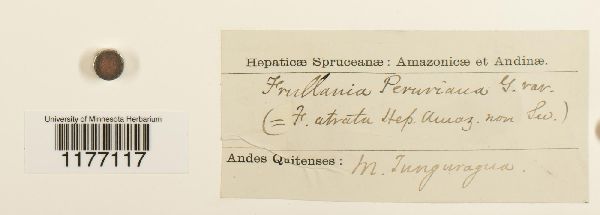 University of Minnesota Herbarium
1177117
Hepaticæ Spruceanæ: Amazonicæ et Andinæ.
Frullania Peruviana G. var.
(= F. atrata Hep. Amaz. non Sw.)
Andes Quitenses: M. Tunguragua.